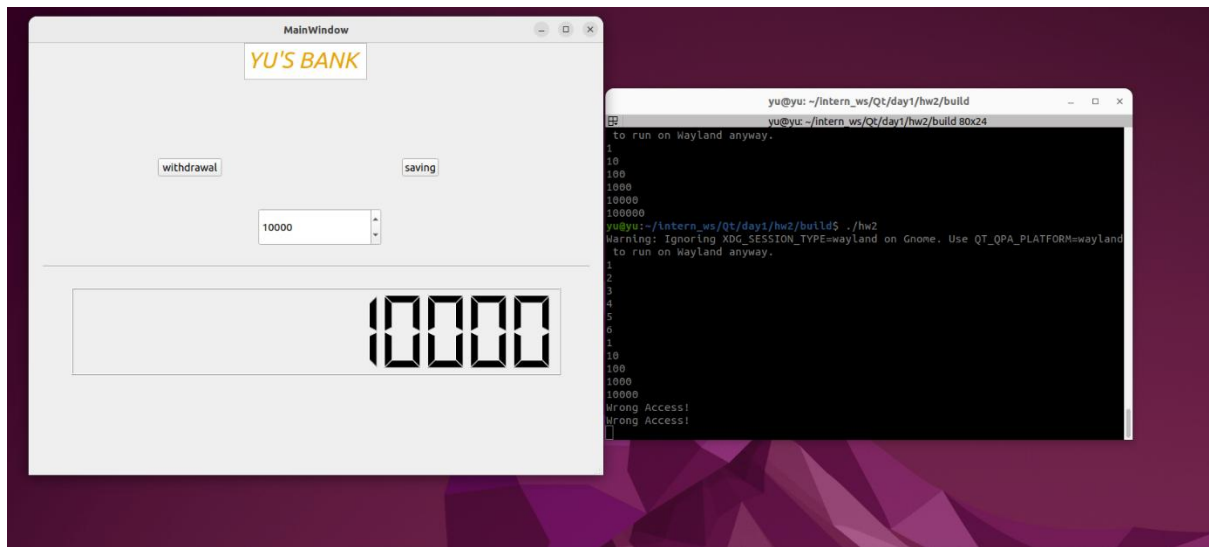 MainWindow
YU'S BANK
withdrawal
saving
10000
10000
yu@yu: ~/intern_ws/Qt/day1/hw2/build
yu@yu: ~/intern_ws/Qt/day1/hw2/build 80x24
to run on Wayland anyway.
1
10
100
1000
10000
100000
yu@yu:~/intern_ws/Qt/day1/hw2/build$ ./hw2
Warning: Ignoring XDG_SESSION_TYPE=wayland on Gnome. Use QT_QPA_PLATFORM=wayland
to run on Wayland anyway.
1
2
3
4
5
6
1
10
100
1000
10000
Wrong Access!
Wrong Access!